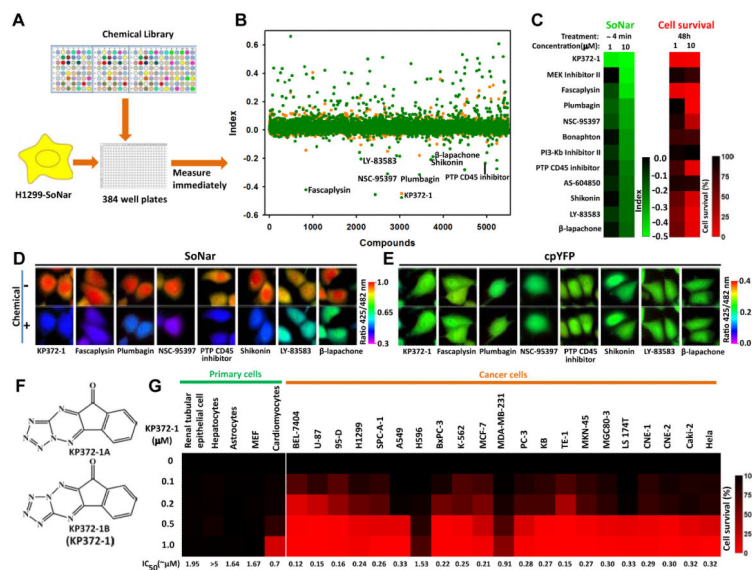 A
Chemical Library
H1299-SoNar
384 well plates
Measure
immediately
B
Index
0.8
0.6
0.4
0.2
0.0
-0.2
-0.4
-0.6
LY-83583
β-lapachone
Shikonin
NSC-95397
Plumbagin
PTP CD45 inhibitor
Fascaplysin
KP372-1
0 1000 2000 3000 4000 5000
Compounds
C
SoNar Cell survival
Treatment: ~ 4 min 48h
Concentration(μM): 1 10 1 10
KP372-1
MEK Inhibitor II
Fascaplysin
Plumbagin
NSC-95397
Bonaphton
PI3-Kb Inhibitor II
PTP CD45 inhibitor
AS-604850
Shikonin
LY-83583
β-lapachone
Index
-0.0
-0.1
-0.2
-0.3
-0.4
-0.5
Cell survival (%)
100
75
50
25
0
D
SoNar
Chemical
-
+
KP372-1 Fascaplysin Plumbagin NSC-95397 PTP CD45 inhibitor Shikonin LY-83583 β-lapachone
Ratio 425/482 nm
1.0
0.65
0.3
E
cpYFP
KP372-1 Fascaplysin Plumbagin NSC-95397 PTP CD45 inhibitor Shikonin LY-83583 β-lapachone
Ratio 425/482 nm
0.4
0.2
0.0
F
O
N N N N N N
KP372-1A
O
N N N N N N
KP372-1B
(KP372-1)
G
Primary cells Cancer cells
KP372-1
(μM)
Renal tubular
epithelial cell
Hepatocytes
Astrocytes
MEF
Cardiomyocytes
BEL-7404
U-87
95-D
H1299
SPC-A-1
A549
H596
BxPC-3
K-562
MCF-7
MDA-MB-231
PC-3
KB
TE-1
MKN-45
MGC80-3
LS 174T
CNE-1
CNE-2
Caki-2
Hela
0
0.1
0.2
0.5
1.0
Cell survival (%)
100
75
50
25
0
IC50(~μM) 1.95 >5 1.64 1.67 0.7 0.12 0.15 0.16 0.24 0.26 0.33 1.53 0.22 0.25 0.21 0.91 0.28 0.27 0.15 0.27 0.30 0.33 0.29 0.30 0.32 0.32